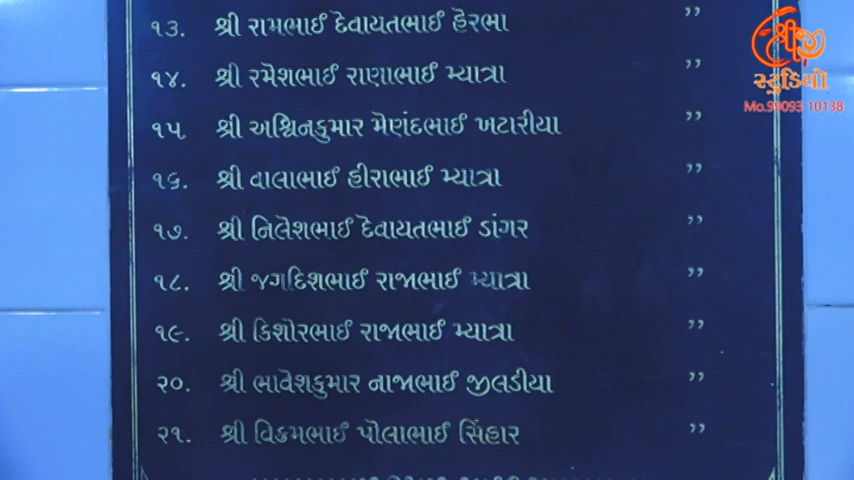 ૧૩. શ્રી રામભાઈ દેવાયતભાઈ હેરભા ”
૧૪. શ્રી રમેશભાઈ રાણાભાઈ મ્યાત્રા ”
૧૫. શ્રી અશ્વિનકુમાર મેણંદભાઈ ખટારીયા ”
૧૬. શ્રી વાલાભાઈ હીરાભાઈ મ્યાત્રા ”
૧૭. શ્રી નિલેશભાઈ દેવાયતભાઈ ડાંગર ”
૧૮. શ્રી જગદિશભાઈ રાજાભાઈ મ્યાત્રા ”
૧૯. શ્રી કિશોરભાઈ રાજાભાઈ મ્યાત્રા ”
૨૦. શ્રી ભાવેશકુમાર નાજાભાઈ જીલડીયા ”
૨૧. શ્રી વિક્રમભાઈ પોલાભાઈ સિંહાર ”
શ્રીજી
સ્ટુડિયો
Mo.99093 10138